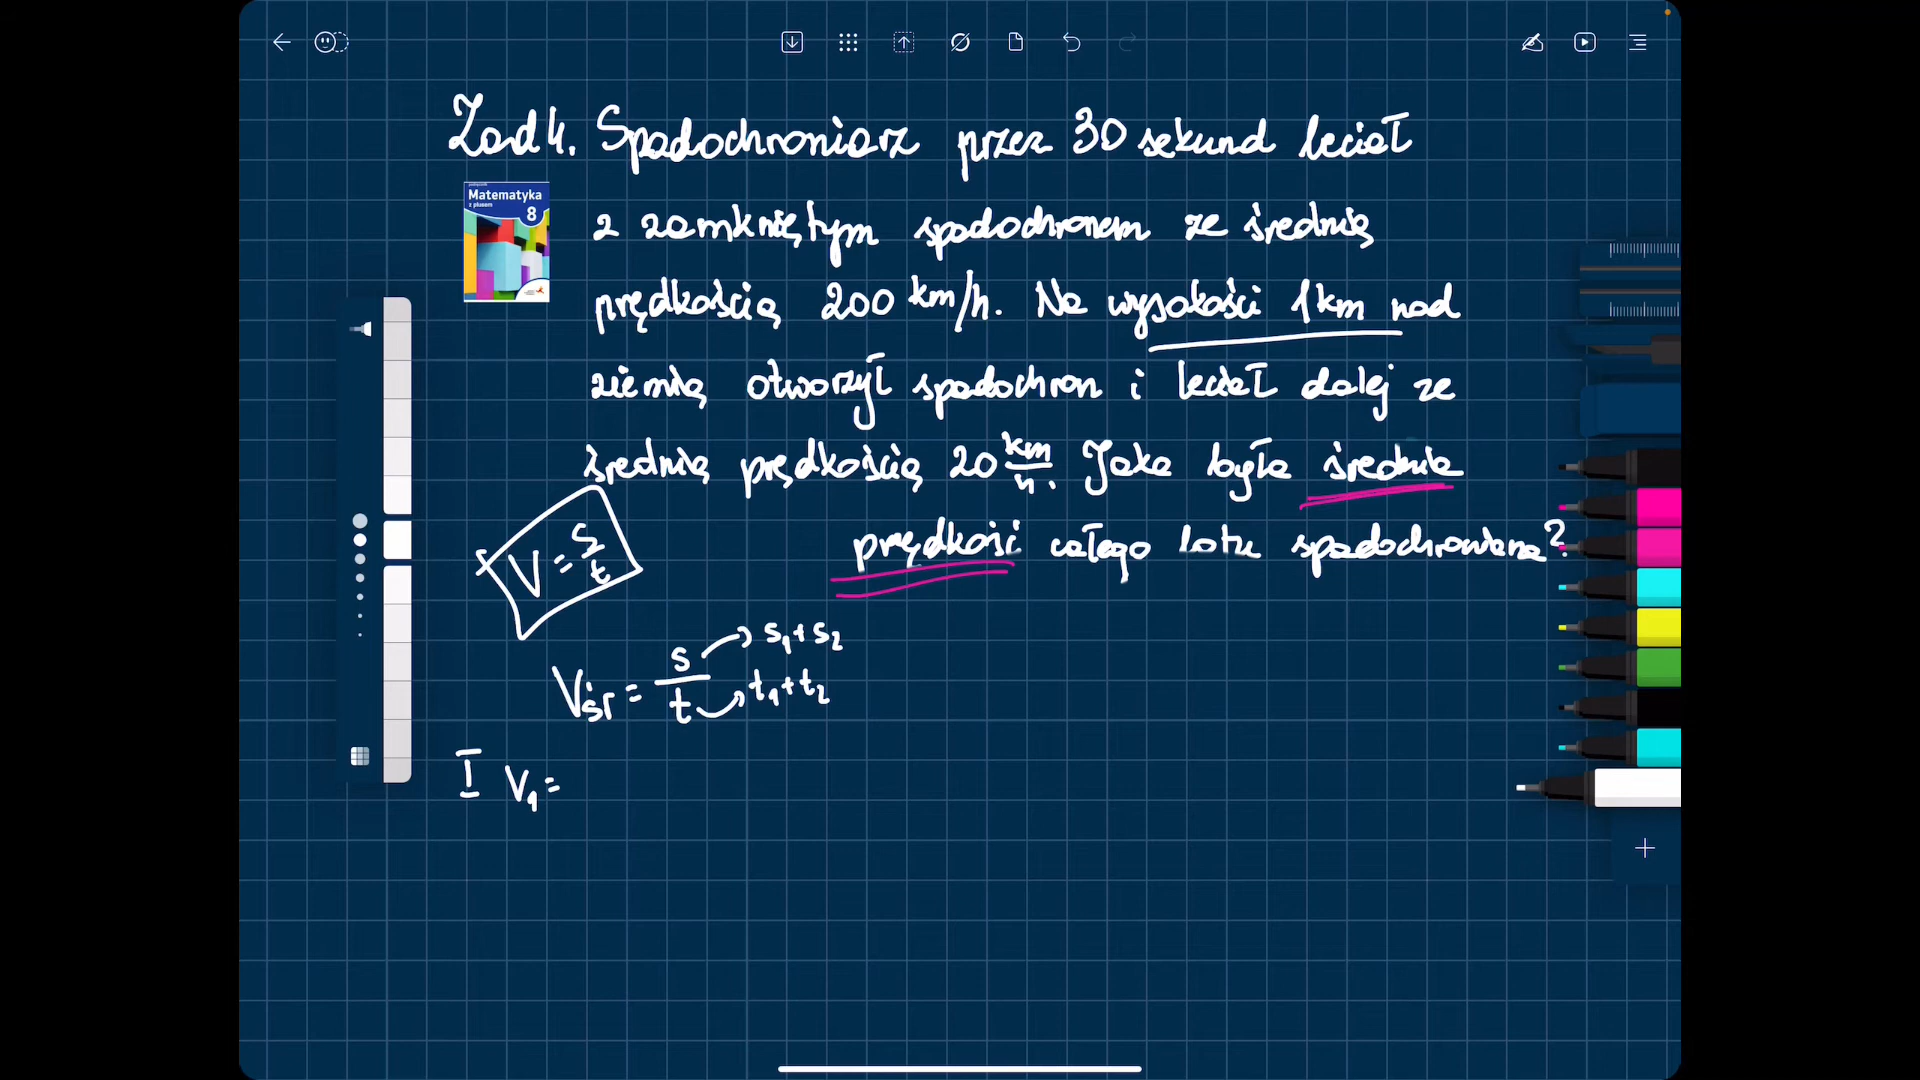 Zad 4. Spadochroniarz przez 30 sekund leciał
Matematyka
z plusem
8
z zamkniętym spadochronem ze średnią
prędkością 200 km/h. Na wysokości 1 km nad
ziemią otworzył spadochron i leciał dalej ze
średnią prędkością 20 km/h. Jaka była średnia
prędkość całego lotu spadochroniarza?
V = s/t
Vśr = s/t → s₁+s₂
→ t₁+t₂
I V₁ =